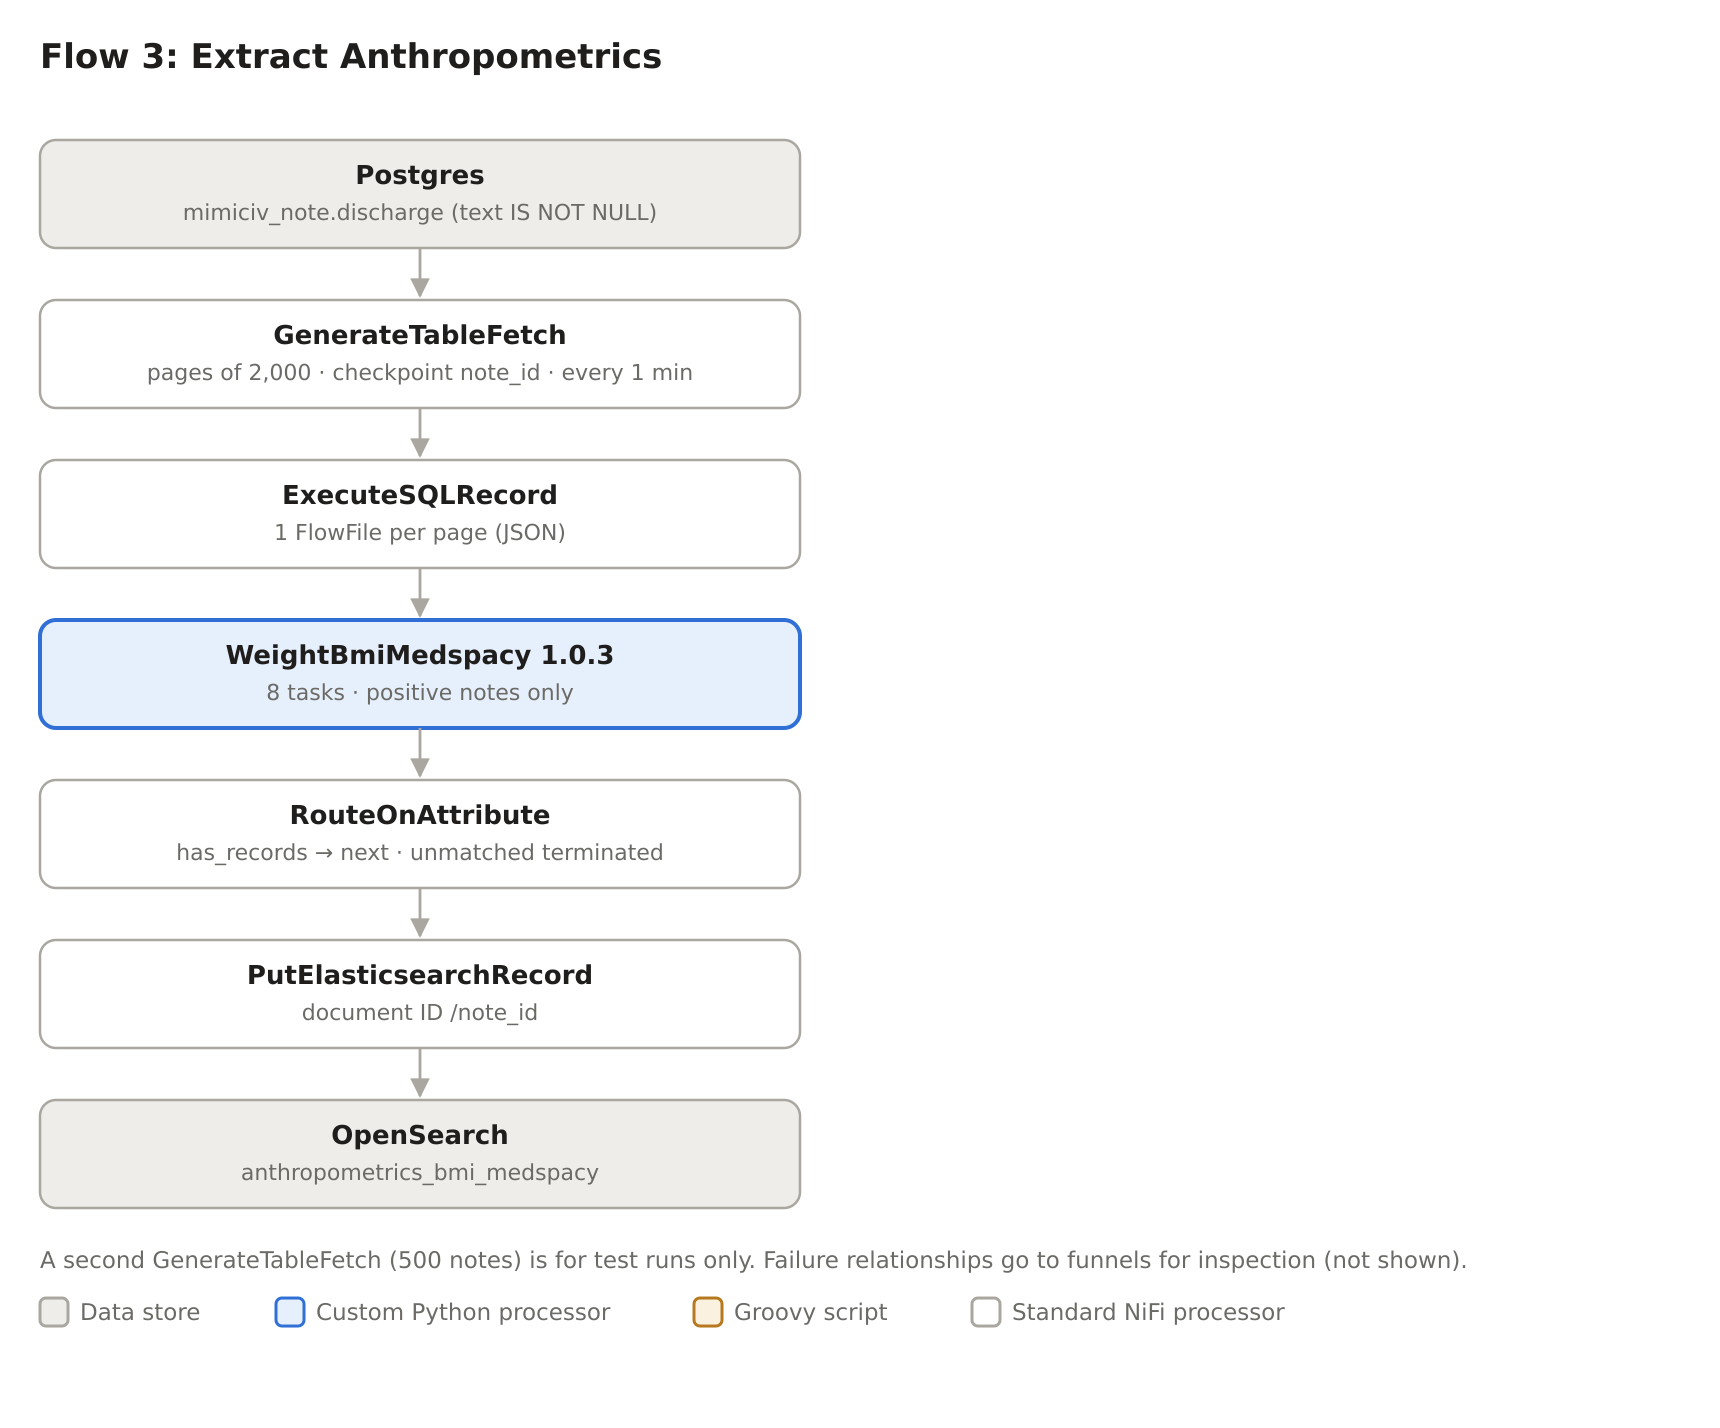 Flow 3: Extract Anthropometrics
Postgres
mimiciv_note.discharge (text IS NOT NULL)
GenerateTableFetch
pages of 2,000 · checkpoint note_id · every 1 min
ExecuteSQLRecord
1 FlowFile per page (JSON)
WeightBmiMedspacy 1.0.3
8 tasks · positive notes only
RouteOnAttribute
has_records → next · unmatched terminated
PutElasticsearchRecord
document ID /note_id
OpenSearch
anthropometrics_bmi_medspacy
A second GenerateTableFetch (500 notes) is for test runs only. Failure relationships go to funnels for inspection (not shown).
Data store
Custom Python processor
Groovy script
Standard NiFi processor